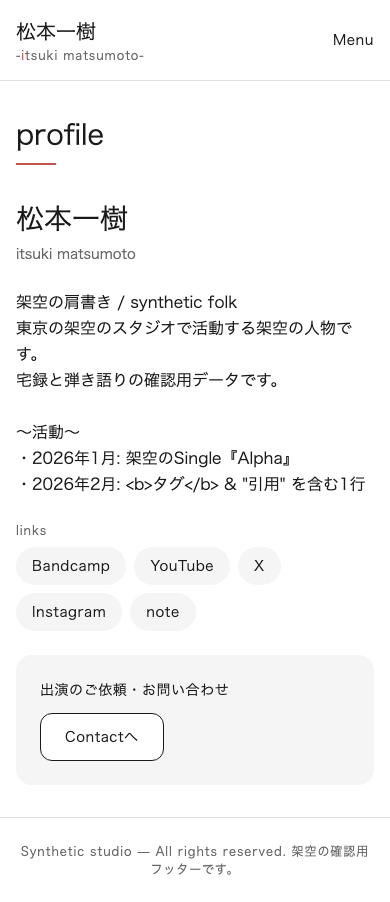 松本一樹
-itsuki matsumoto-
Menu
profile
松本一樹
itsuki matsumoto
架空の肩書き / synthetic folk
東京の架空のスタジオで活動する架空の人物で
す。
宅録と弾き語りの確認用データです。
〜活動〜
・2026年1月: 架空のSingle『Alpha』
・2026年2月: <b>タグ</b> & "引用" を含む1行
links
Bandcamp
YouTube
X
Instagram
note
出演のご依頼・お問い合わせ
Contactへ
Synthetic studio — All rights reserved. 架空の確認用
フッターです。